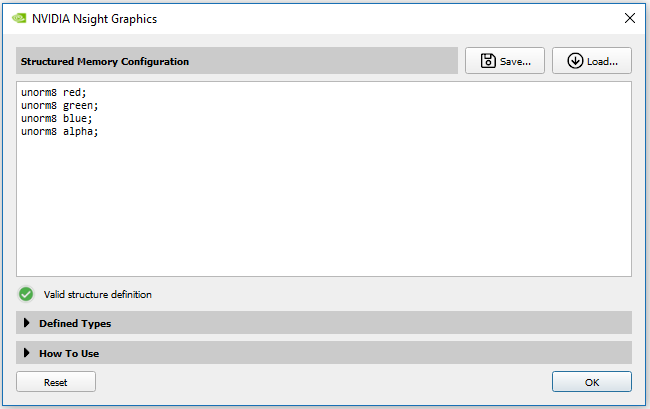 NVIDIA Nsight Graphics
Structured Memory Configuration
Save...
Load...
unorm8 red;
unorm8 green;
unorm8 blue;
unorm8 alpha;
Valid structure definition
Defined Types
How To Use
Reset
OK